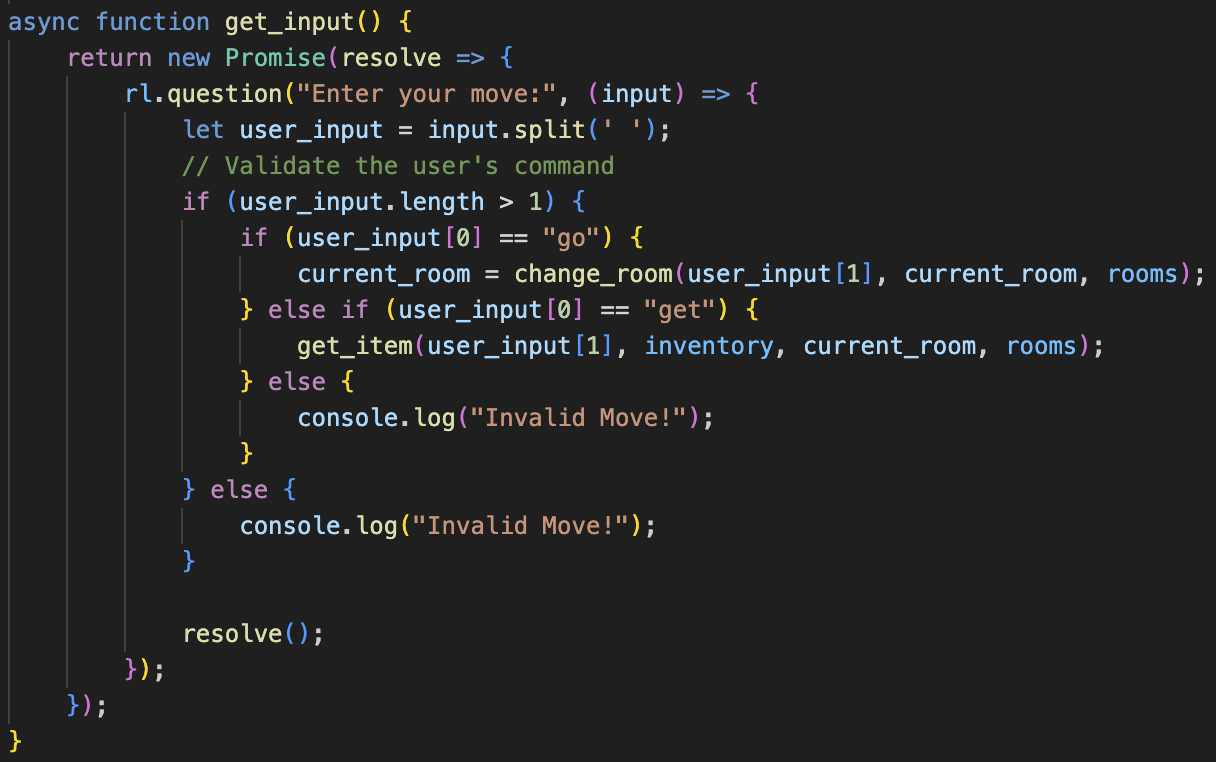 async function get_input() {
    return new Promise(resolve => {
        rl.question("Enter your move:", (input) => {
            let user_input = input.split(' ');
            // Validate the user's command
            if (user_input.length > 1) {
                if (user_input[0] == "go") {
                    current_room = change_room(user_input[1], current_room, rooms);
                } else if (user_input[0] == "get") {
                    get_item(user_input[1], inventory, current_room, rooms);
                } else {
                    console.log("Invalid Move!");
                }
            } else {
                console.log("Invalid Move!");
            }

            resolve();
        });
    });
}